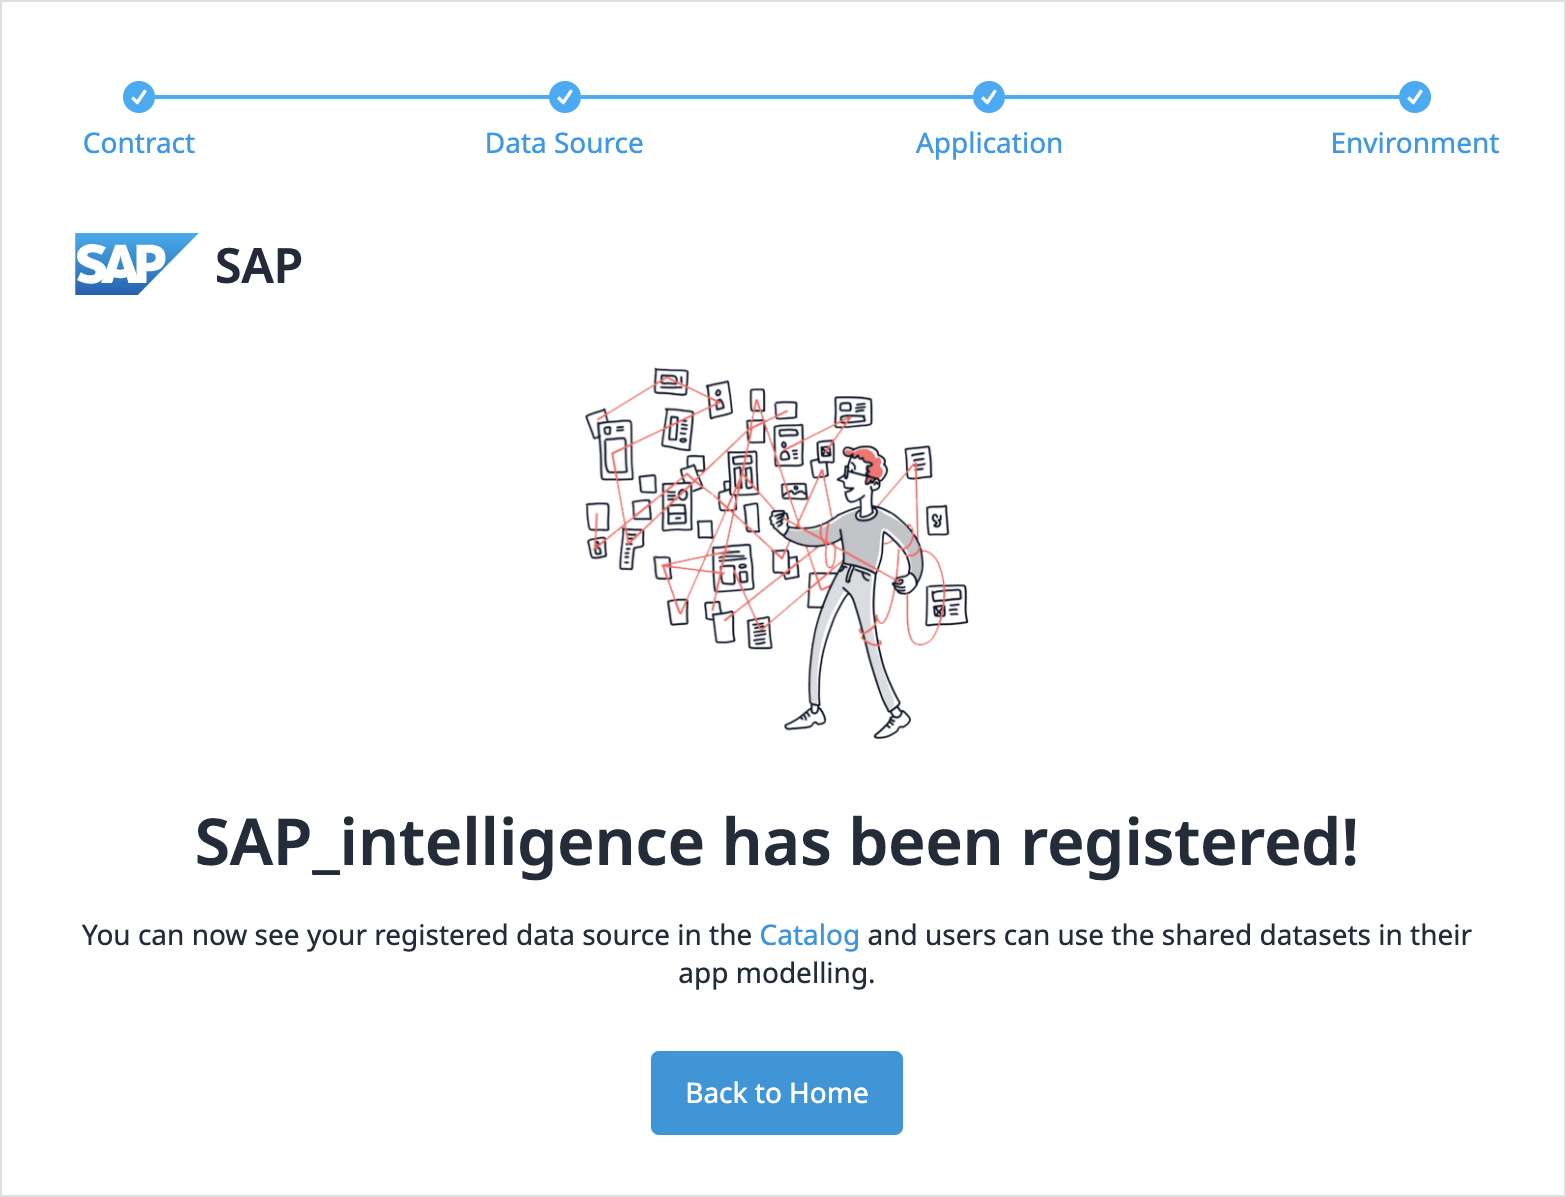 Contract
Data Source
Application
Environment
SAP SAP
SAP_intelligence has been registered!
You can now see your registered data source in the Catalog and users can use the shared datasets in their
app modelling.
Back to Home